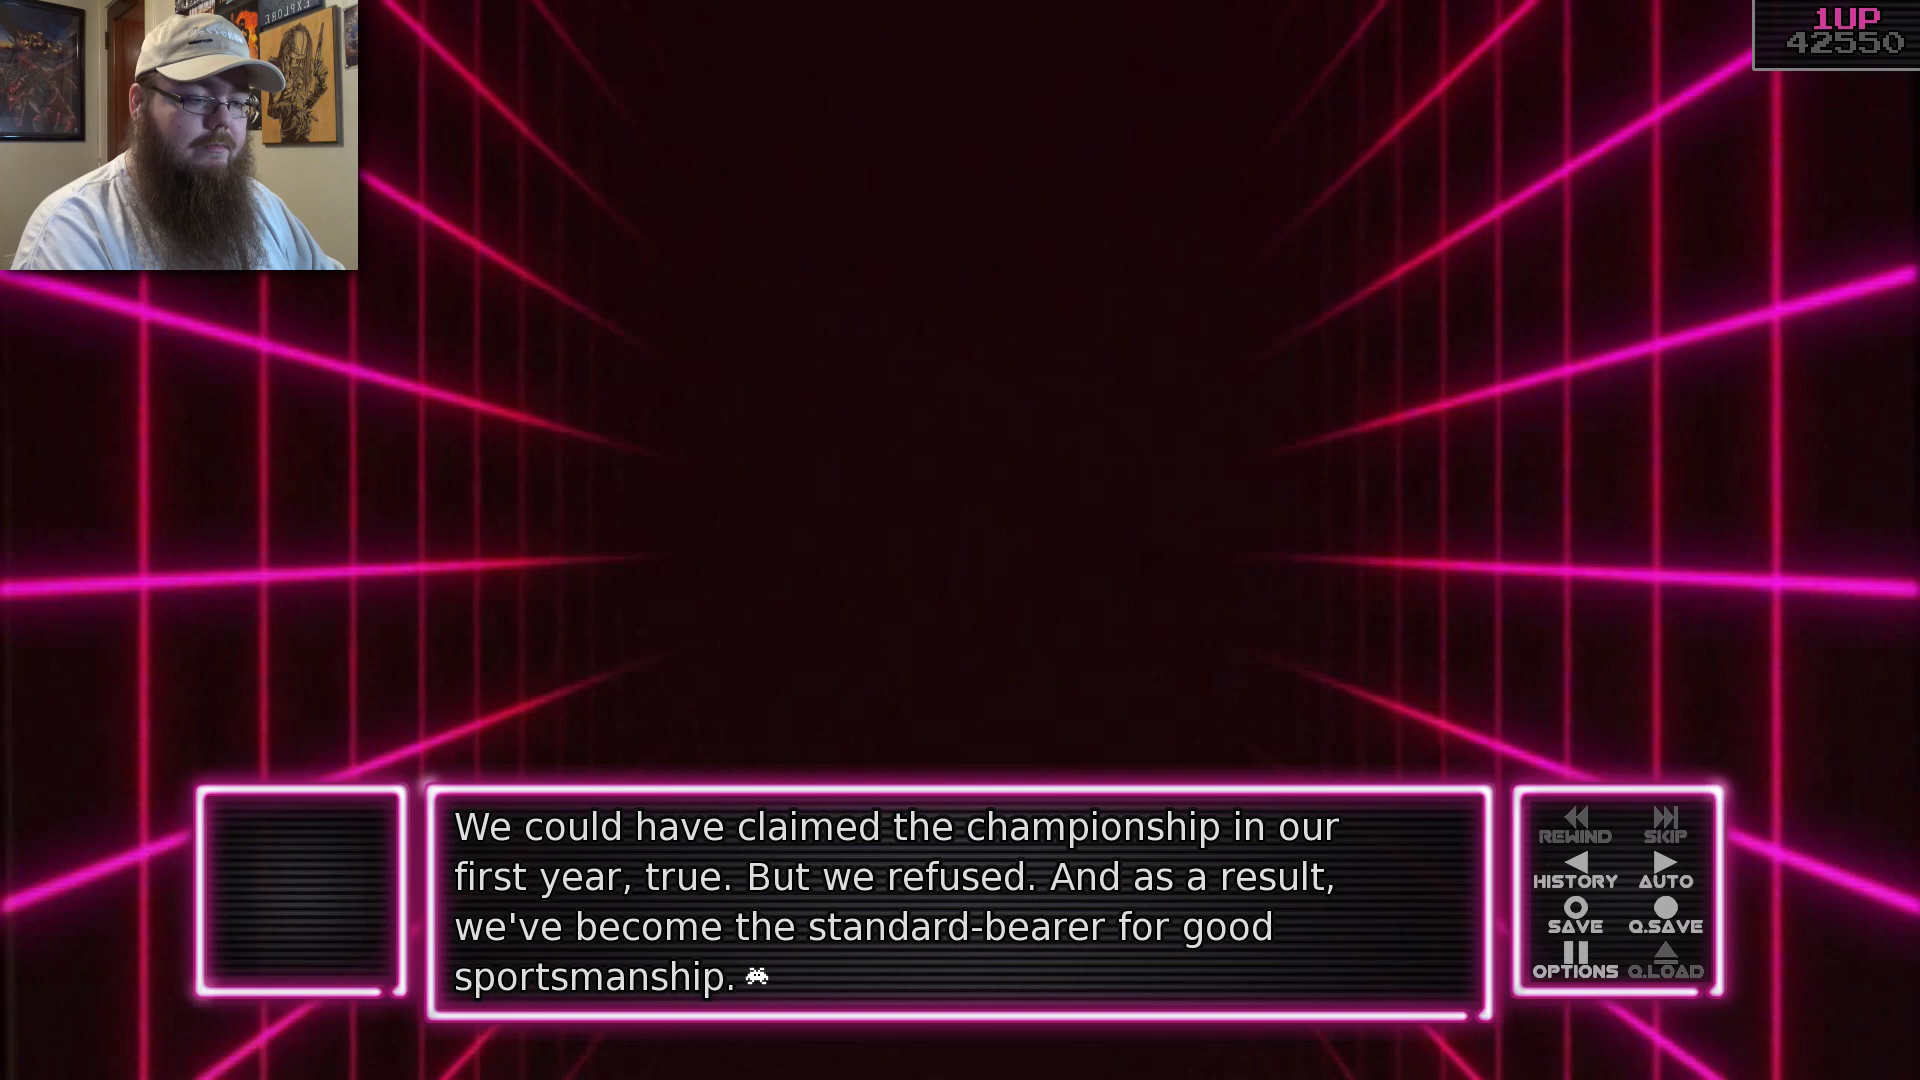 EXPLORE
1UP
42550
We could have claimed the championship in our
first year, true. But we refused. And as a result,
we've become the standard-bearer for good
sportsmanship.
REWIND SKIP
HISTORY AUTO
SAVE Q.SAVE
OPTIONS Q.LOAD